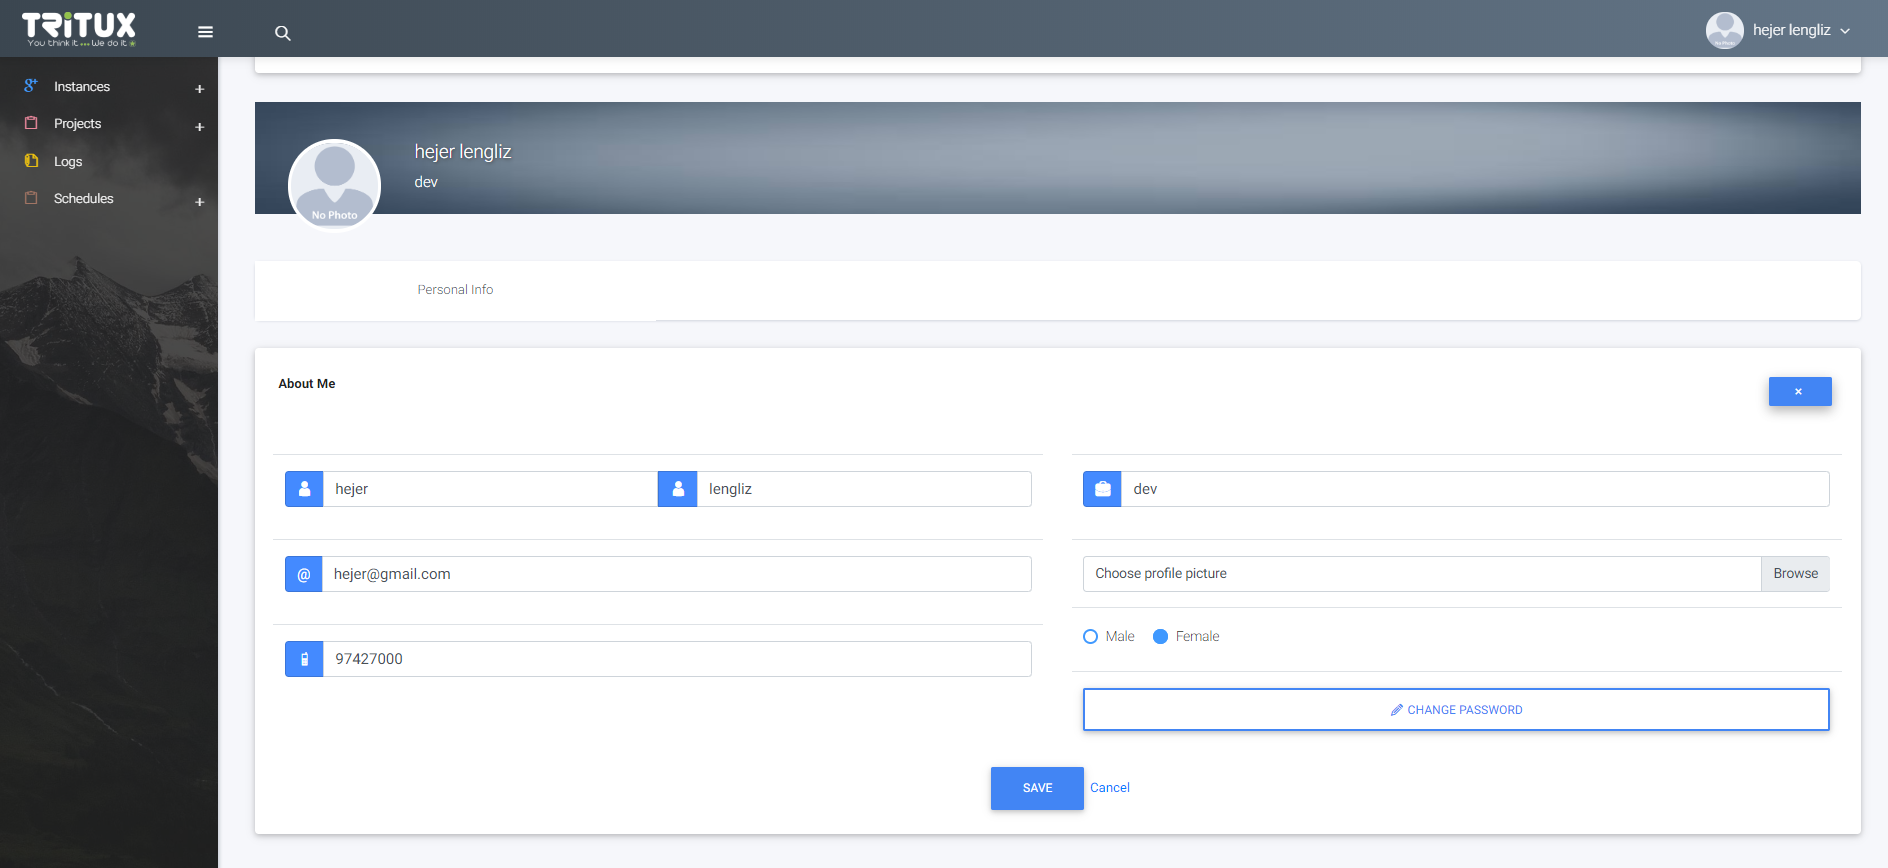 TRiTUX
You think it ... We do it
hejer lengliz
Instances
Projects
Logs
Schedules
hejer lengliz
dev
No Photo
Personal Info
About Me
hejer
lengliz
dev
@ hejer@gmail.com
Choose profile picture
Browse
Male
Female
97427000
CHANGE PASSWORD
SAVE
Cancel